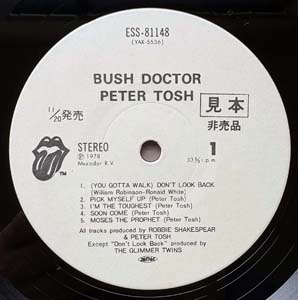 ESS-81148
(YAX-5536)
BUSH DOCTOR
PETER TOSH
11/20発売
見本
非売品
STEREO
Ⓟ 1978
Musidor B.V.
33⅓ r.p.m.
1
TM
1. (YOU GOTTA WALK) DON'T LOOK BACK
(William Robinson-Ronald White)
2. PICK MYSELF UP (Peter Tosh)
3. I'M THE TOUGHEST (Peter Tosh)
4. SOON COME (Peter Tosh)
5. MOSES THE PROPHET (Peter Tosh)
All tracks produced by ROBBIE SHAKESPEAR
& PETER TOSH
Except "Don't Look Back" produced by
THE GLIMMER TWINS